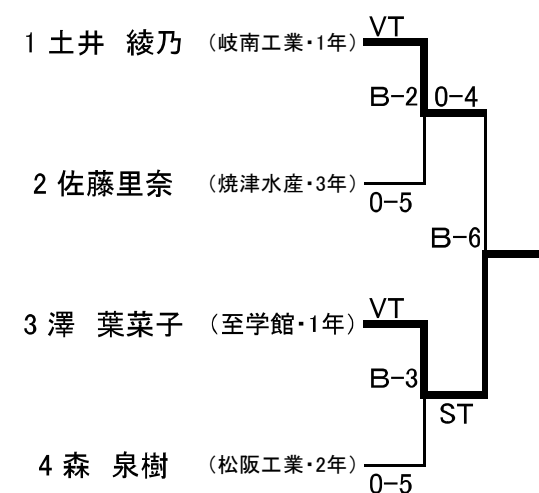 VT
1 土井 綾乃 (岐南工業・1年)
B-2 0-4
2 佐藤里奈 (焼津水産・3年)
0-5
B-6
VT
3 澤 葉菜子 (至学館・1年)
B-3
ST
4 森 泉樹 (松阪工業・2年)
0-5